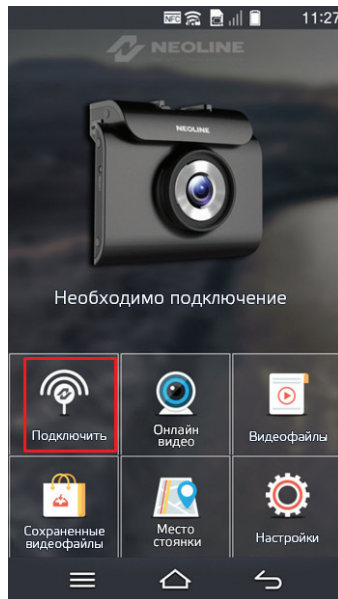 NFC 11:27
NEOLINE
NEOLINE
Необходимо подключение
Подключить
Онлайн
видео
Видеофайлы
Сохраненные
видеофайлы
Место
стоянки
Настройки